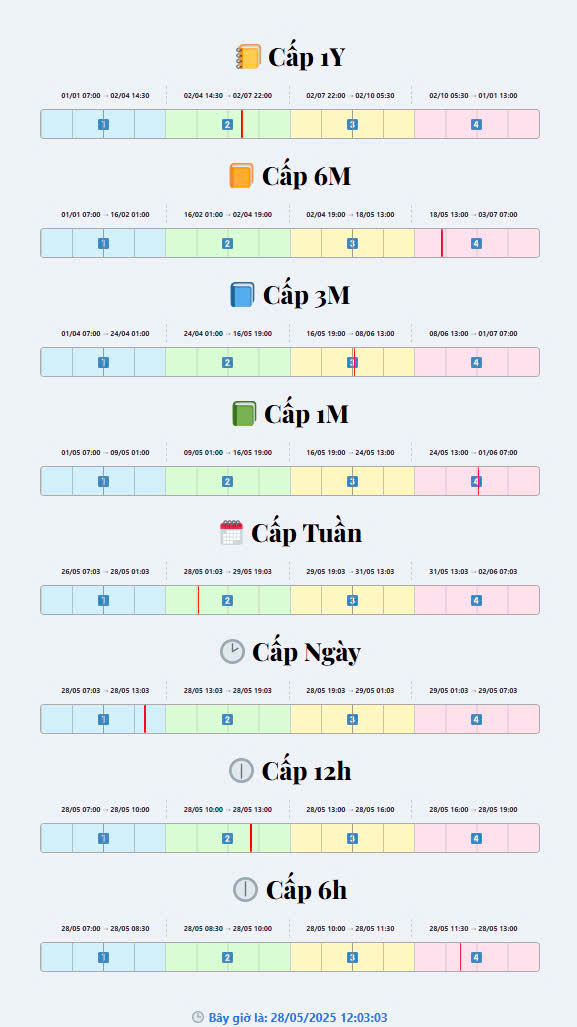 Cấp 1Y
01/01 07:00 → 02/04 14:30 02/04 14:30 → 02/07 22:00 02/07 22:00 → 02/10 05:30 02/10 05:30 → 01/01 13:00
1 2 3 4
Cấp 6M
01/01 07:00 → 16/02 01:00 16/02 01:00 → 02/04 19:00 02/04 19:00 → 18/05 13:00 18/05 13:00 → 03/07 07:00
1 2 3 4
Cấp 3M
01/04 07:00 → 24/04 01:00 24/04 01:00 → 16/05 19:00 16/05 19:00 → 08/06 13:00 08/06 13:00 → 01/07 07:00
1 2 3 4
Cấp 1M
01/05 07:00 → 09/05 01:00 09/05 01:00 → 16/05 19:00 16/05 19:00 → 24/05 13:00 24/05 13:00 → 01/06 07:00
1 2 3 4
Cấp Tuần
26/05 07:03 → 28/05 01:03 28/05 01:03 → 29/05 19:03 29/05 19:03 → 31/05 13:03 31/05 13:03 → 02/06 07:03
1 2 3 4
Cấp Ngày
28/05 07:03 → 28/05 13:03 28/05 13:03 → 28/05 19:03 28/05 19:03 → 29/05 01:03 29/05 01:03 → 29/05 07:03
1 2 3 4
Cấp 12h
28/05 07:00 → 28/05 10:00 28/05 10:00 → 28/05 13:00 28/05 13:00 → 28/05 16:00 28/05 16:00 → 28/05 19:00
1 2 3 4
Cấp 6h
28/05 07:00 → 28/05 08:30 28/05 08:30 → 28/05 10:00 28/05 10:00 → 28/05 11:30 28/05 11:30 → 28/05 13:00
1 2 3 4
Bây giờ là: 28/05/2025 12:03:03